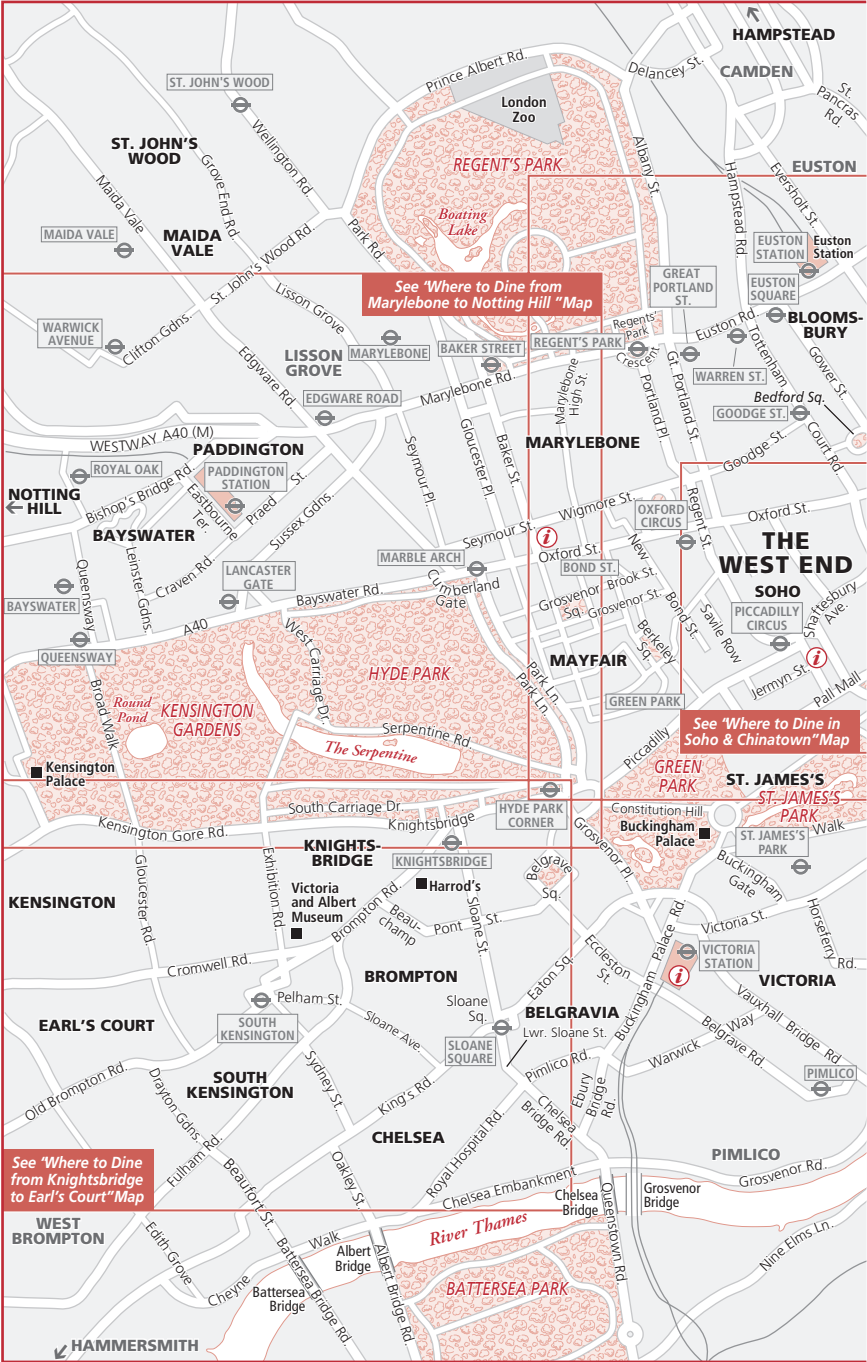 HAMPSTEAD
Prince Albert Rd.
Delancey St.
CAMDEN
ST. JOHN'S WOOD
London
Zoo
St.
Pancras
Rd.
ST. JOHN'S
WOOD
Wellington Rd
Grove End Rd.
REGENT'S PARK
Albany St.
Hampstead Rd.
EUSTON
Eversholt St.
Maida Vale
Boating
Lake
MAIDA VALE
MAIDA
VALE
Park Rd.
St. John's Wood Rd.
EUSTON
STATION
Euston
Station
See ‘Where to Dine from
Marylebone to Notting Hill ”Map
GREAT
PORTLAND
ST.
EUSTON
SQUARE
Lisson Grove
WARWICK
AVENUE
Clifton Gdns.
LISSON
GROVE
MARYLEBONE
BAKER STREET
REGENT'S PARK
Regents'
Park
Crescent
Euston Rd.
BLOOMS-
BURY
Edgware Rd.
Marylebone Rd.
Marylebone
High St.
Portland Pl.
Gt. Portland St.
WARREN ST.
Tottenham
Court Rd
Gower St.
Bedford Sq.
EDGWARE ROAD
GOODGE ST.
WESTWAY A40 (M)
PADDINGTON
Seymour Pl.
Gloucester Pl.
Baker St.
MARYLEBONE
Goodge St.
ROYAL OAK
PADDINGTON
STATION
NOTTING
HILL
Bishop's Bridge Rd.
Eastbourne
Ter.
Praed St.
Sussex Gdns.
Wigmore St.
OXFORD
CIRCUS
Regent St.
Oxford St.
BAYSWATER
Seymour St.
i
Oxford St.
New
Bond St.
THE
WEST END
Queensway
Leinster Gdns.
Craven Rd.
LANCASTER
GATE
MARBLE ARCH
BOND ST.
SOHO
BAYSWATER
Bayswater Rd.
Cumberland
Gate
Grosvenor
Sq.
Brook St.
Grosvenor St.
Savile Row
PICCADILLY
CIRCUS
Shaftesbury
Ave.
A40
QUEENSWAY
West Carriage Dr.
Berkeley
Sq.
MAYFAIR
i
Broad Walk
Round
Pond
KENSINGTON
GARDENS
HYDE PARK
Park Ln.
Park Ln.
Jermyn St.
Pall Mall
GREEN PARK
Serpentine Rd.
The Serpentine
Piccadilly
See ‘Where to Dine in
Soho & Chinatown”Map
Kensington
Palace
GREEN
PARK
ST. JAMES'S
ST. JAMES'S
PARK
South Carriage Dr.
HYDE PARK
CORNER
Constitution Hill
Kensington Gore Rd.
Knightsbridge
Buckingham
Palace
Walk
KNIGHTS-
BRIDGE
KNIGHTSBRIDGE
Grosvenor Pl.
ST. JAMES'S
PARK
Gloucester Rd.
Exhibition Rd.
Belgrave
Sq.
Buckingham
Gate
KENSINGTON
Victoria
and Albert
Museum
Harrod's
Brompton Rd.
Beau-
champ
Pont St.
Sloane St.
Victoria St.
Horseferry
Rd.
Cromwell Rd.
BROMPTON
Eaton Sq.
Eccleston
St.
Buckingham Palace Rd.
VICTORIA
STATION
i
VICTORIA
Pelham St.
Sloane
Sq.
BELGRAVIA
EARL'S COURT
SOUTH
KENSINGTON
Sloane Ave.
SLOANE
SQUARE
Lwr. Sloane St.
Vauxhall Bridge Rd
Warwick Way
Belgrave Rd.
Old Brompton Rd.
SOUTH
KENSINGTON
Sydney St.
Pimlico Rd.
PIMLICO
Drayton Gdns.
King's Rd.
Ebury
Bridge
Rd.
Chelsea
Bridge Rd.
CHELSEA
Royal Hospital Rd.
Fulham Rd.
PIMLICO
See ‘Where to Dine
from Knightsbridge
to Earl's Court”Map
Beaufort St.
Oakley St.
Chelsea Embankment
Grosvenor Rd.
Chelsea
Bridge
Grosvenor
Bridge
WEST
BROMPTON
Edith Grove
River Thames
Queenstown Rd.
Nine Elms Ln.
Cheyne Walk
Albert
Bridge
Albert Bridge Rd.
Battersea
Bridge
Battersea Bridge Rd.
BATTERSEA PARK
HAMMERSMITH